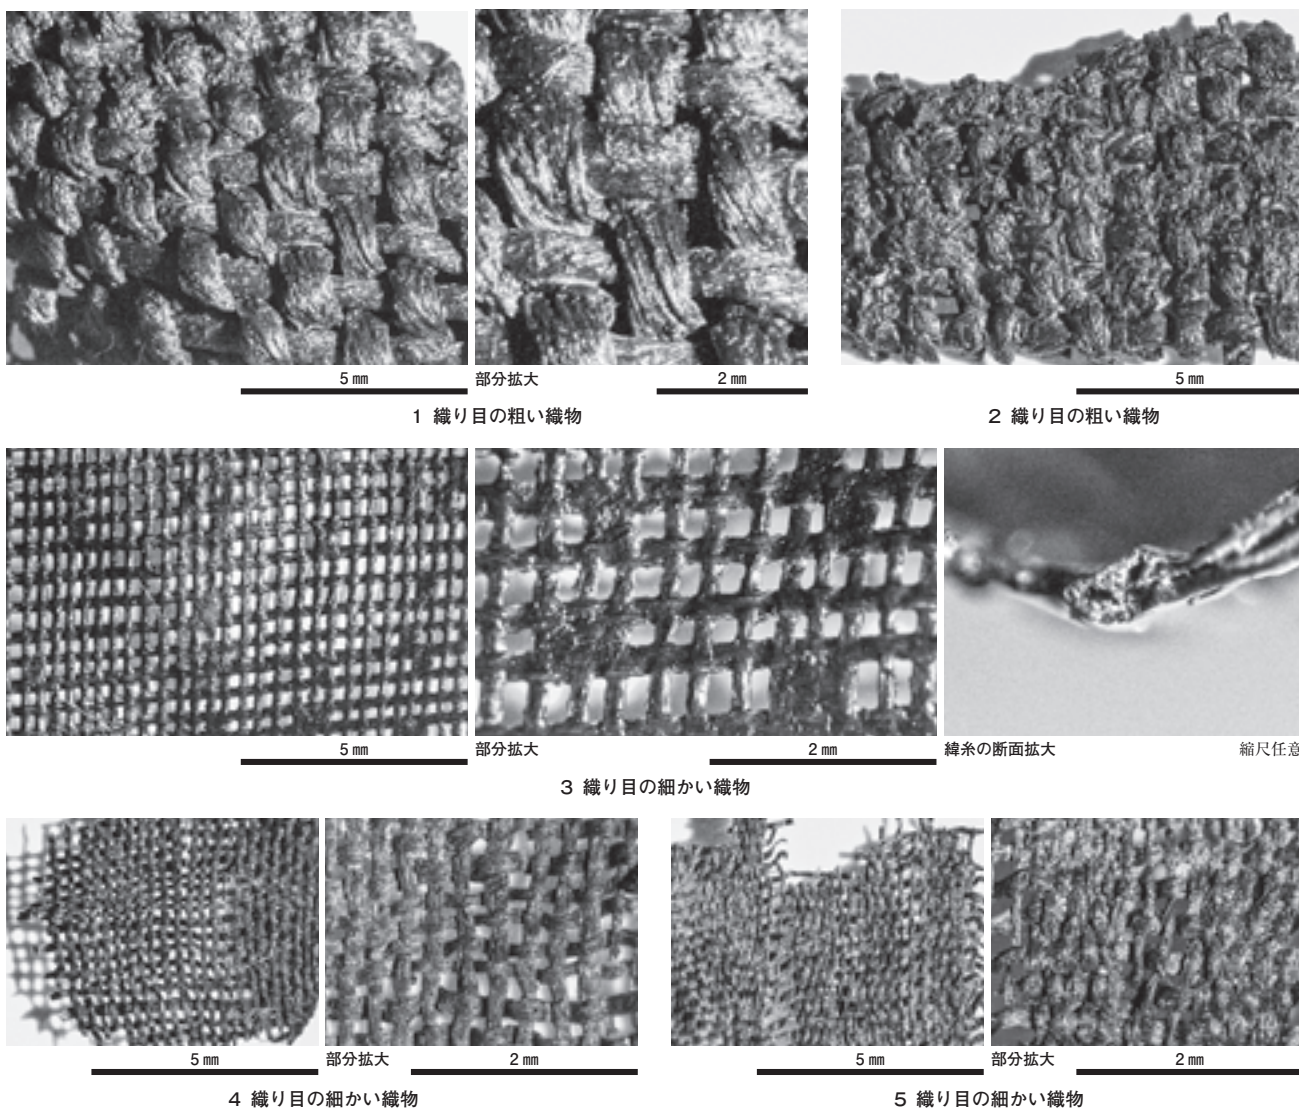 5㎜
部分拡大
2㎜
5㎜
1 織り目の粗い織物
2 織り目の粗い織物
5㎜
部分拡大
2㎜
緯糸の断面拡大
縮尺任意
3 織り目の細かい織物
5㎜
部分拡大
2㎜
5㎜
部分拡大
2㎜
4 織り目の細かい織物
5 織り目の細かい織物